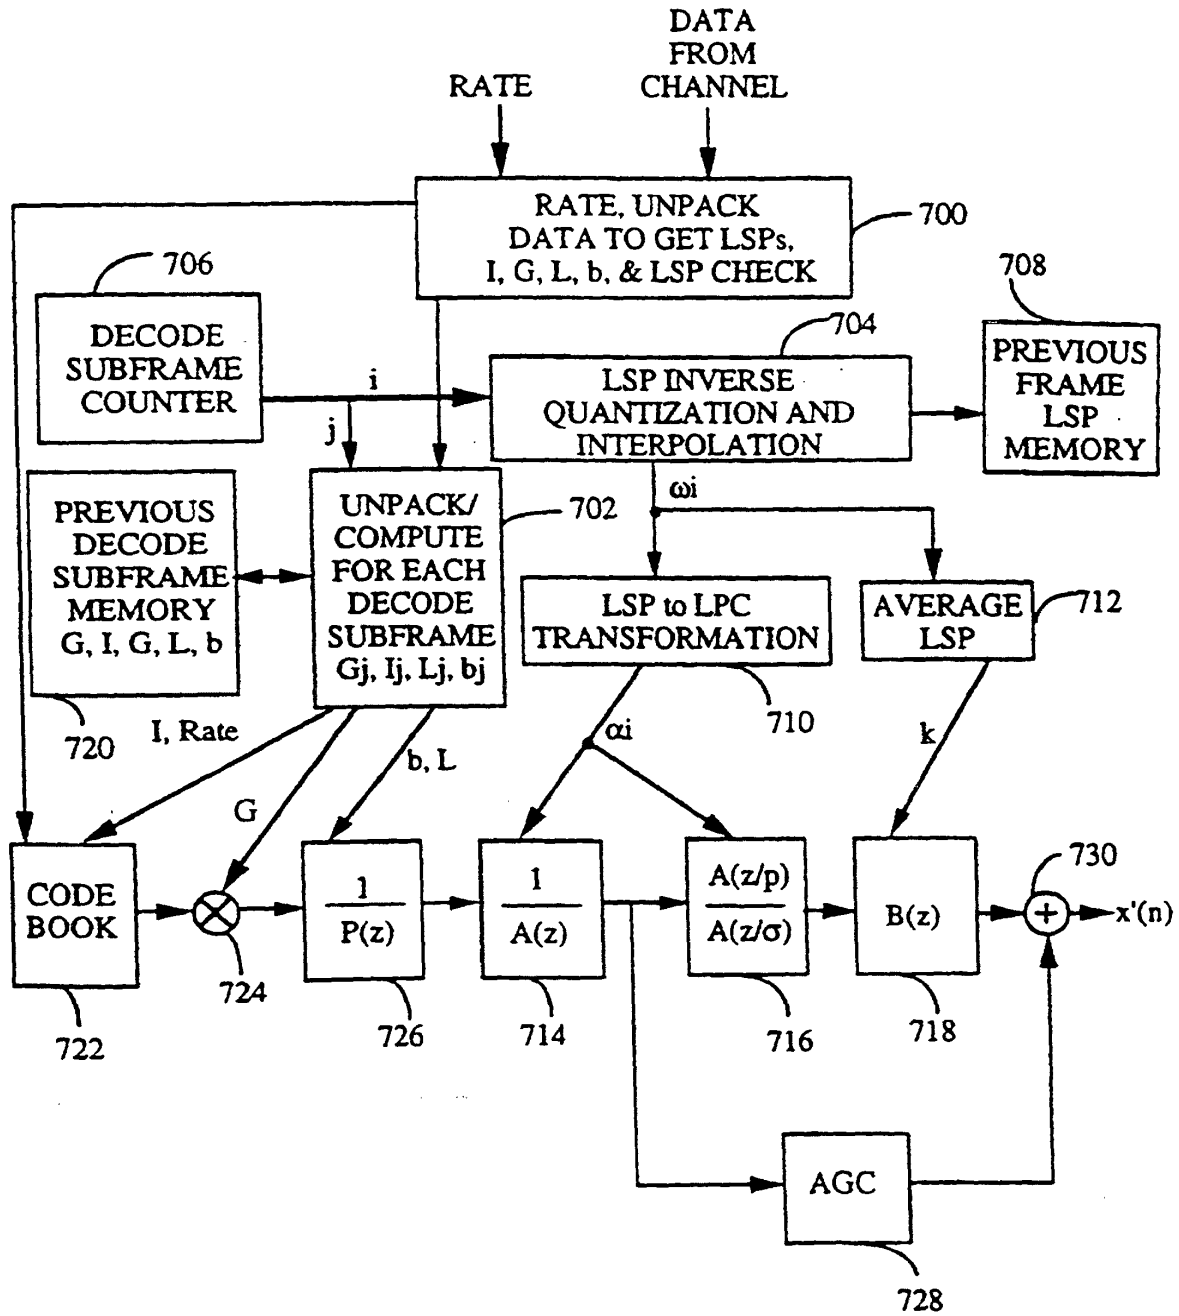 DATA
FROM
CHANNEL
RATE
RATE, UNPACK
DATA TO GET LSPs,
I, G, L, b, & LSP CHECK
700
706
DECODE
SUBFRAME
COUNTER
i
j
704
LSP INVERSE
QUANTIZATION AND
INTERPOLATION
708
PREVIOUS
FRAME
LSP
MEMORY
PREVIOUS
DECODE
SUBFRAME
MEMORY
G, I, G, L, b
720
UNPACK/
COMPUTE
FOR EACH
DECODE
SUBFRAME
Gj, Ij, Lj, bj
702
ωi
LSP to LPC
TRANSFORMATION
710
AVERAGE
LSP
712
I, Rate
G
b, L
αi
k
CODE
BOOK
722
724
1
P(z)
726
1
A(z)
714
A(z/p)
A(z/σ)
716
B(z)
718
730
+
x'(n)
AGC
728